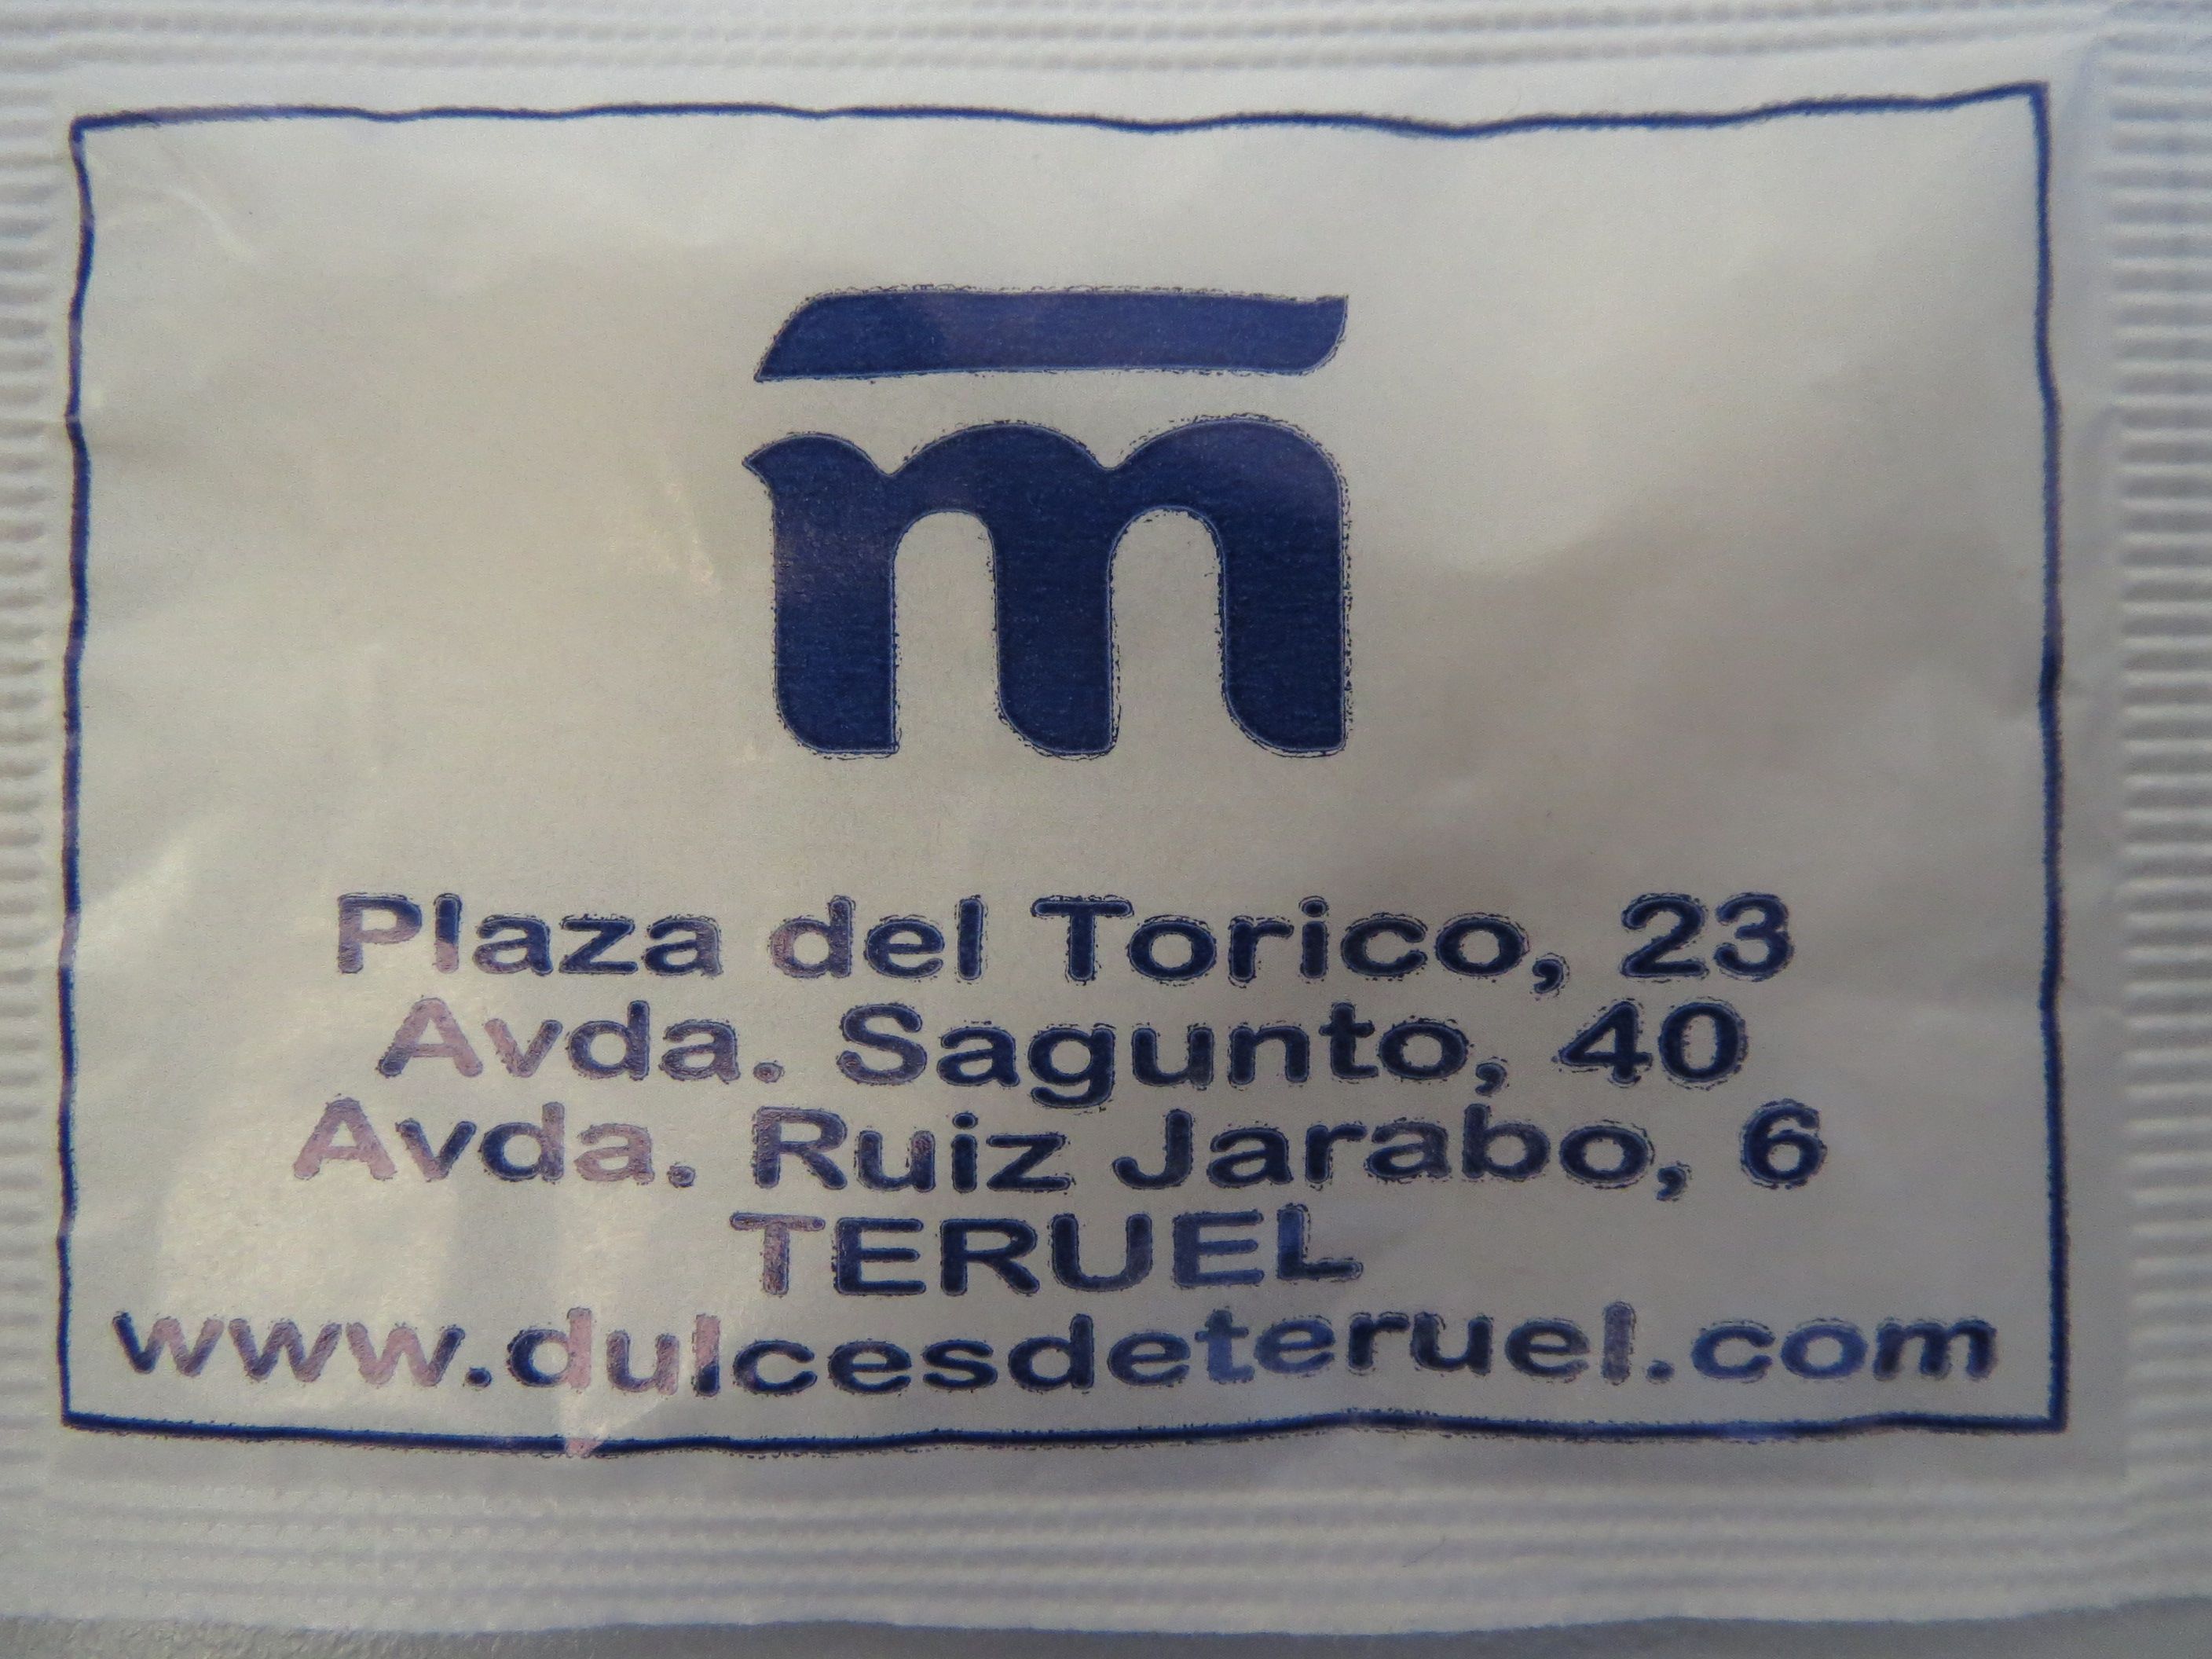 m
Plaza del Torico, 23
Avda. Sagunto, 40
Avda. Ruiz Jarabo, 6
TERUEL
www.dulcesdeteruel.com